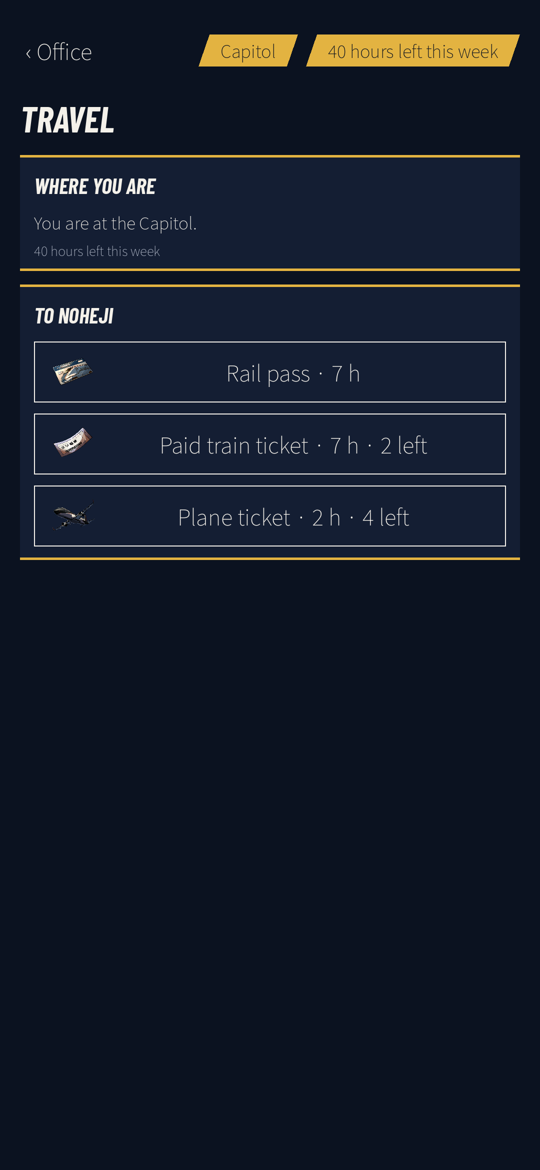 ‹ Office
Capitol
40 hours left this week
TRAVEL
WHERE YOU ARE
You are at the Capitol.
40 hours left this week
TO NOHEJI
Rail pass · 7 h
Paid train ticket · 7 h · 2 left
Plane ticket · 2 h · 4 left